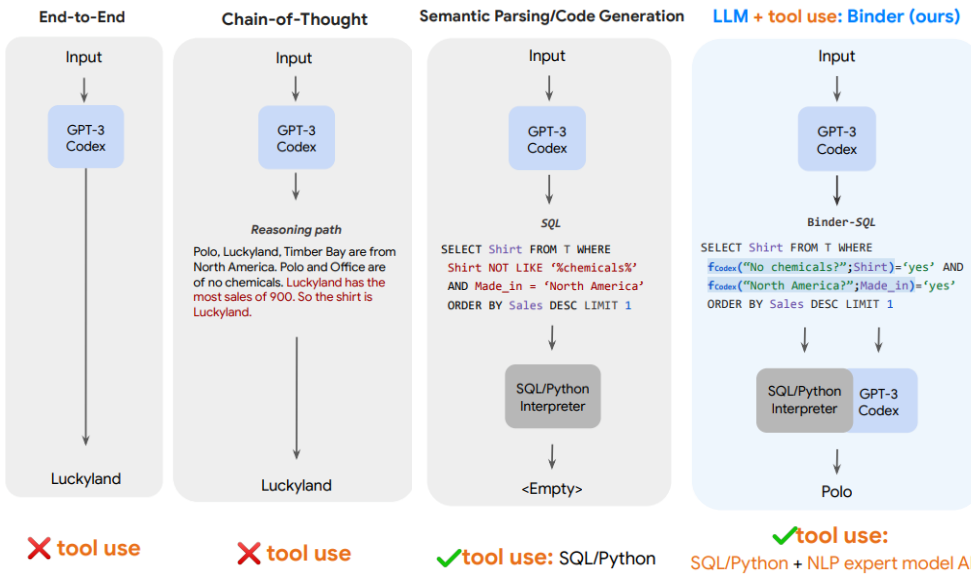 End-to-End
Input
GPT-3
Codex
Luckyland
❌ tool use
Chain-of-Thought
Input
GPT-3
Codex
Reasoning path
Polo, Luckyland, Timber Bay are from
North America. Polo and Office are
of no chemicals. Luckyland has the
most sales of 900. So the shirt is
Luckyland.
Luckyland
❌ tool use
Semantic Parsing/Code Generation
Input
GPT-3
Codex
SQL
SELECT Shirt FROM T WHERE
Shirt NOT LIKE ‘%chemicals%’
AND Made_in = ‘North America’
ORDER BY Sales DESC LIMIT 1
SQL/Python
Interpreter
<Empty>
✓tool use: SQL/Python
LLM + tool use: Binder (ours)
Input
GPT-3
Codex
Binder-SQL
SELECT Shirt FROM T WHERE
fCodex(“No chemicals?”;Shirt)=‘yes’ AND
fCodex(“North America?”;Made_in)=‘yes’
ORDER BY Sales DESC LIMIT 1
SQL/Python
Interpreter
GPT-3
Codex
Polo
✓tool use:
SQL/Python + NLP expert model A